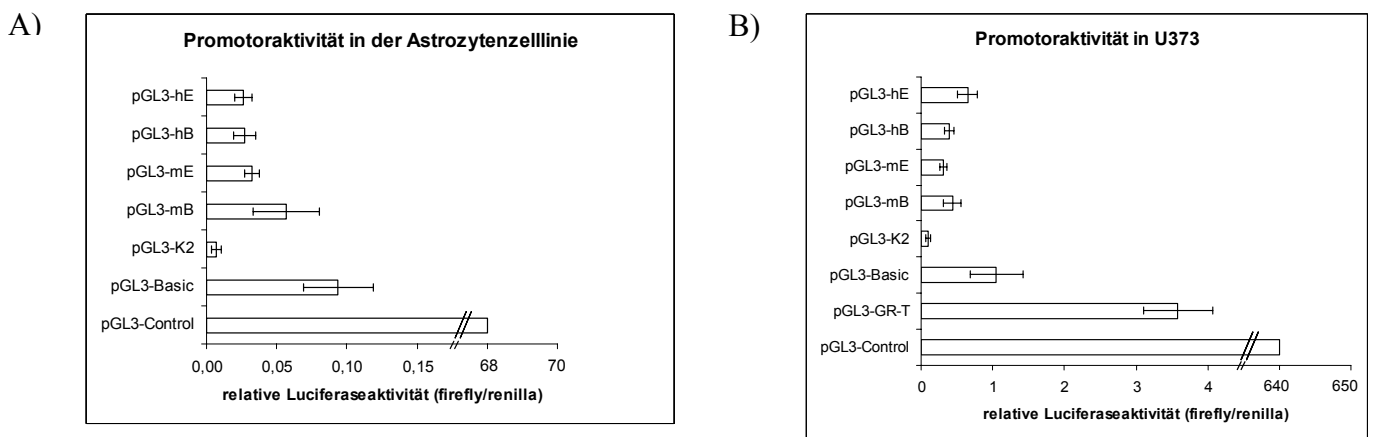 A)
Promotoraktivität in der Astrozytenzelllinie
pGL3-hE
pGL3-hB
pGL3-mE
pGL3-mB
pGL3-K2
pGL3-Basic
pGL3-Control
0,00 0,05 0,10 0,15 68 70
relative Luciferaseaktivität (firefly/renilla)
B)
Promotoraktivität in U373
pGL3-hE
pGL3-hB
pGL3-mE
pGL3-mB
pGL3-K2
pGL3-Basic
pGL3-GR-T
pGL3-Control
0 1 2 3 4 640 650
relative Luciferaseaktivität (firefly/renilla)